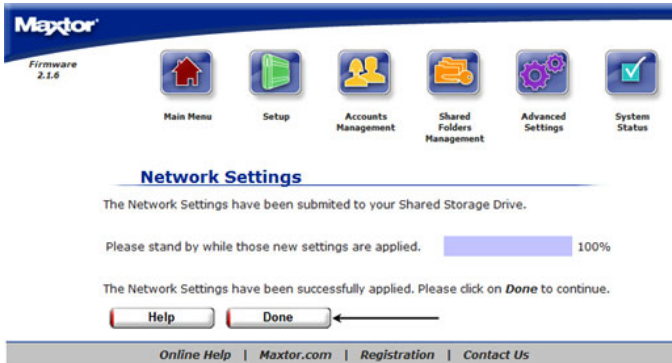 Maxtor
Firmware
2.1.6
Main Menu
Setup
Accounts
Management
Shared
Folders
Management
Advanced
Settings
System
Status
Network Settings
The Network Settings have been submited to your Shared Storage Drive.
Please stand by while those new settings are applied. 100%
The Network Settings have been successfully applied. Please click on Done to continue.
Help Done
Online Help | Maxtor.com | Registration | Contact Us